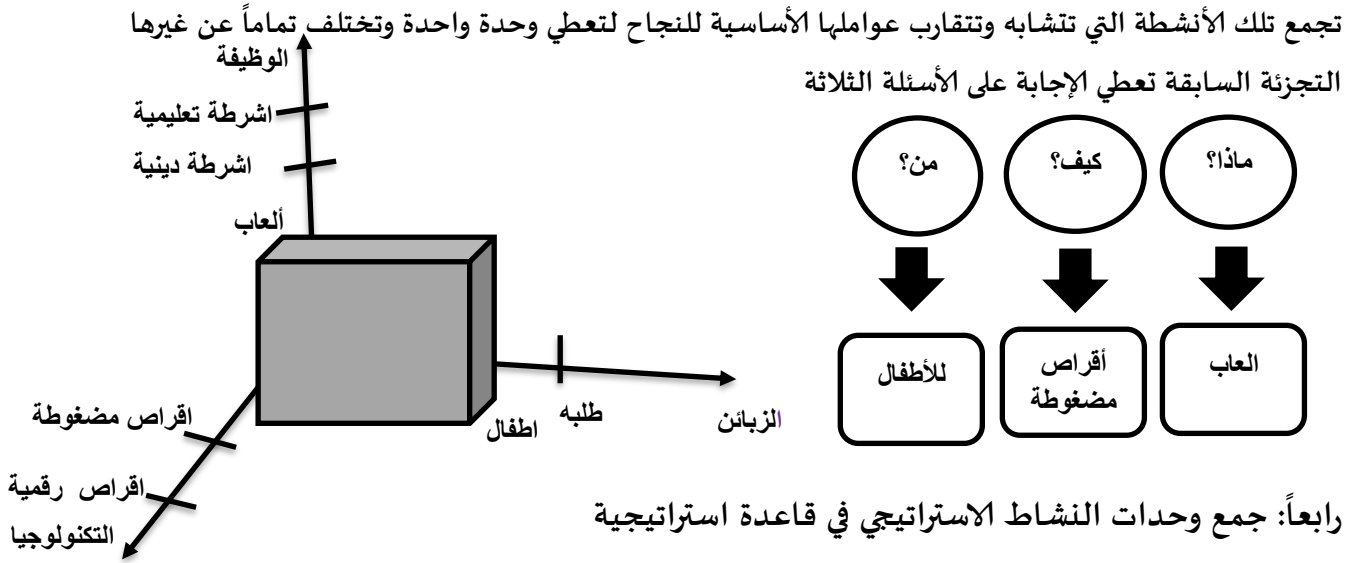 تجمع تلك الأنشطة التي تتشابه وتتقارب عواملها الأساسية للنجاح لتعطي وحدة واحدة وتختلف تماماً عن غيرها
التجزئة السابقة تعطي الإجابة على الأسئلة الثلاثة
ماذا؟
كيف؟
من؟
العاب
أقراص
مضغوطة
للأطفال
الوظيفة
اشرطة تعليمية
اشرطة دينية
ألعاب
اطفال
طلبه
الزبائن
اقراص مضغوطة
اقراص رقمية
التكنولوجيا
رابعاً: جمع وحدات النشاط الاستراتيجي في قاعدة استراتيجية